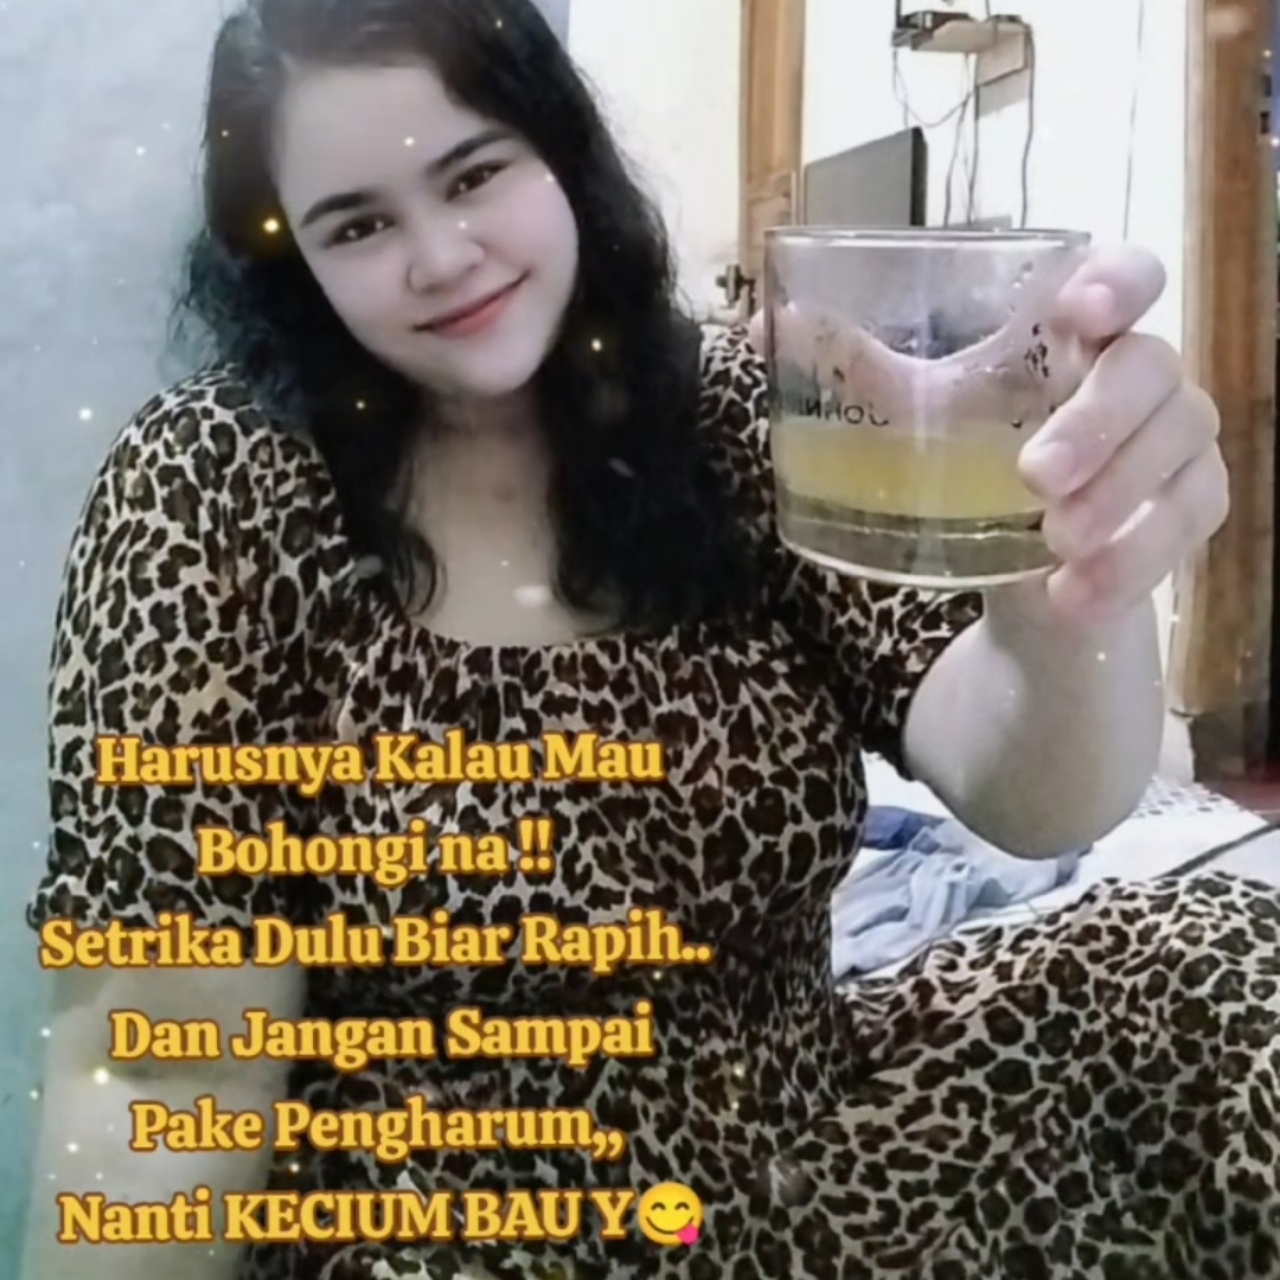 Harusnya Kalau Mau
Bohongi na !!
Setrika Dulu Biar Rapih..
Dan Jangan Sampai
Pake Pengharum,,
Nanti KECIUM BAU Y😋